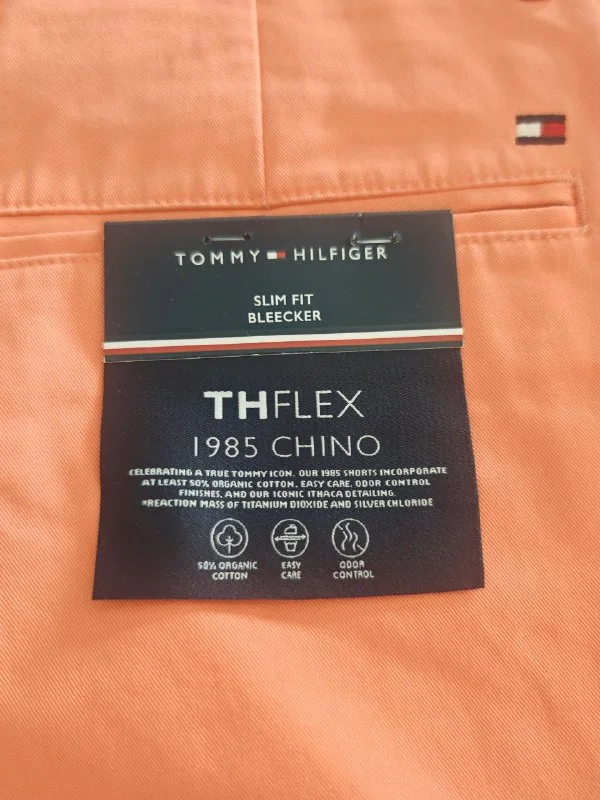 TOMMY HILFIGER
SLIM FIT
BLEECKER
THFLEX
1985 CHINO
CELEBRATING A TRUE TOMMY ICON. OUR 1985 SHORTS INCORPORATE
AT LEAST 50% ORGANIC COTTON, EASY CARE, ODOR CONTROL
FINISHES, AND OUR ICONIC ITHACA DETAILING.
*REACTION MASS OF TITANIUM DIOXIDE AND SILVER CHLORIDE
50% ORGANIC COTTON
EASY CARE
ODOR CONTROL